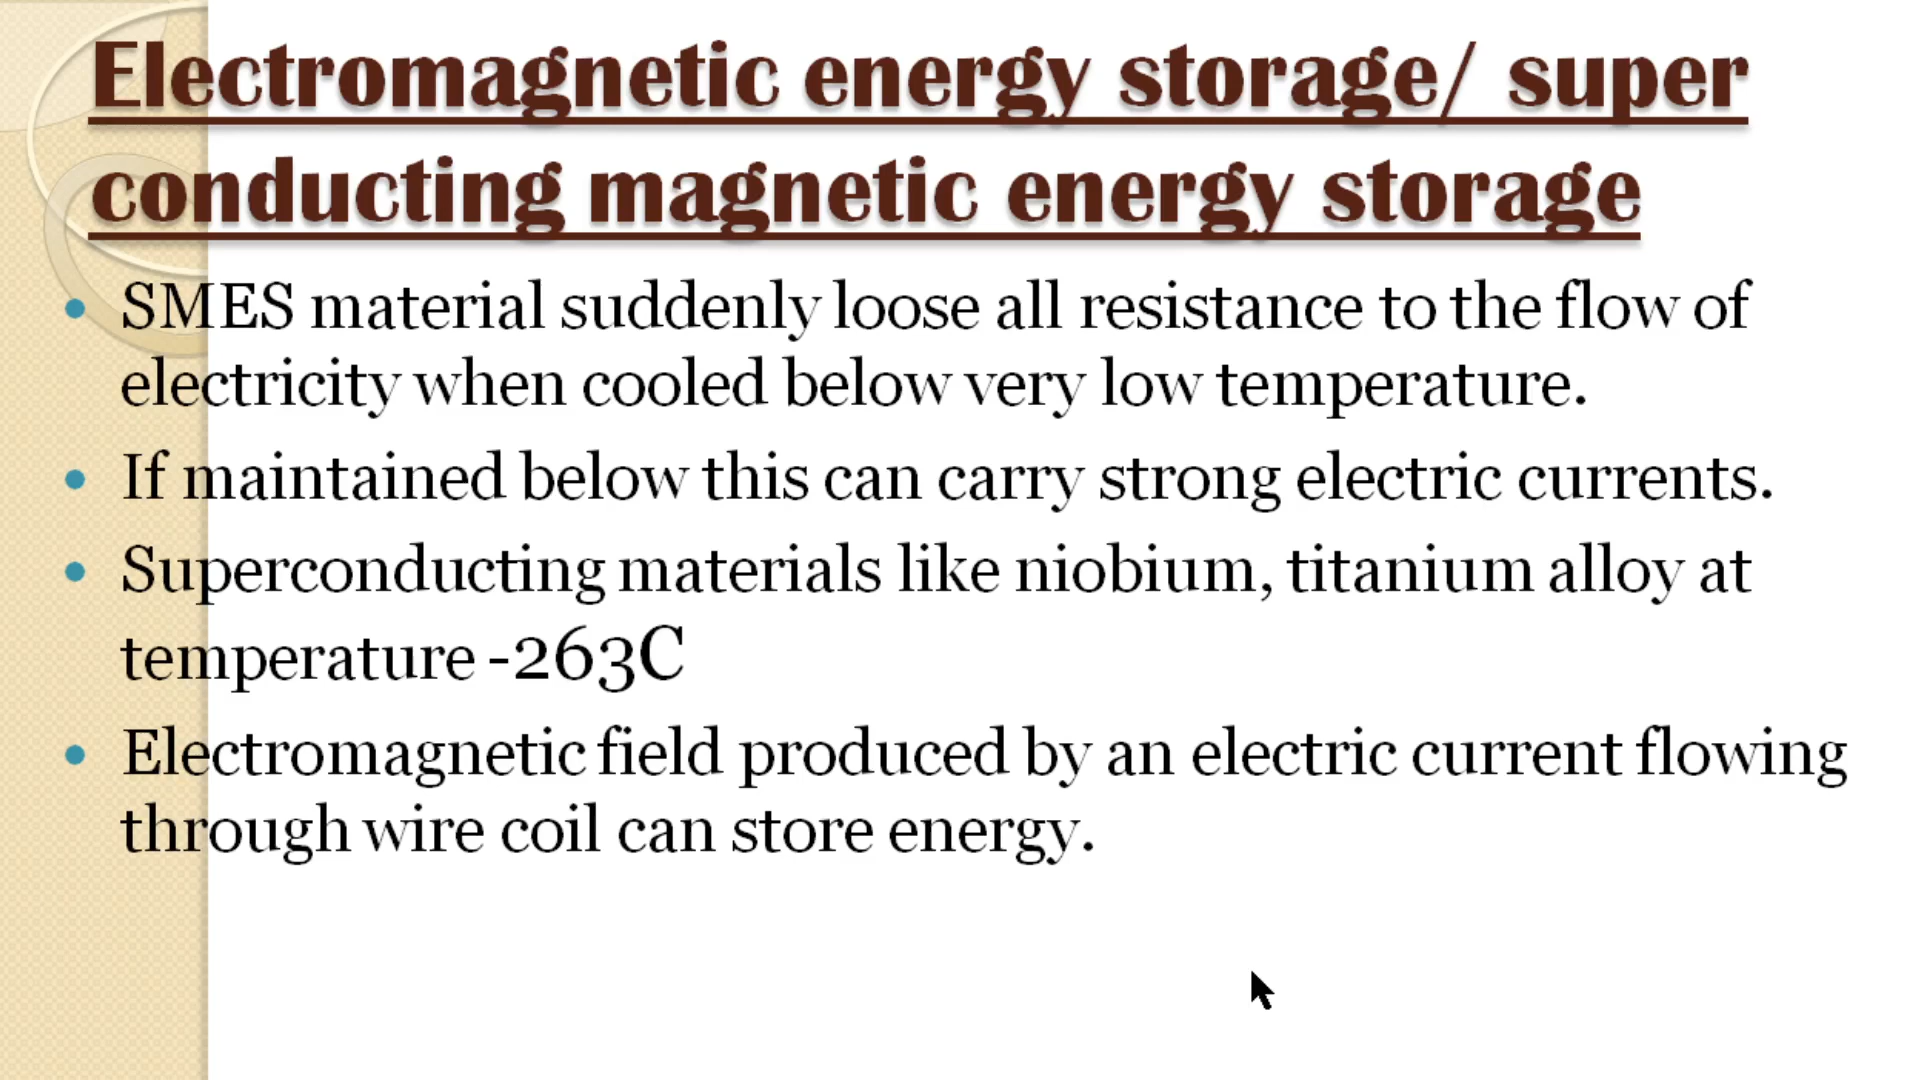 Electromagnetic energy storage/ super
conducting magnetic energy storage
• SMES material suddenly loose all resistance to the flow of
electricity when cooled below very low temperature.
• If maintained below this can carry strong electric currents.
• Superconducting materials like niobium, titanium alloy at
temperature -263C
• Electromagnetic field produced by an electric current flowing
through wire coil can store energy.